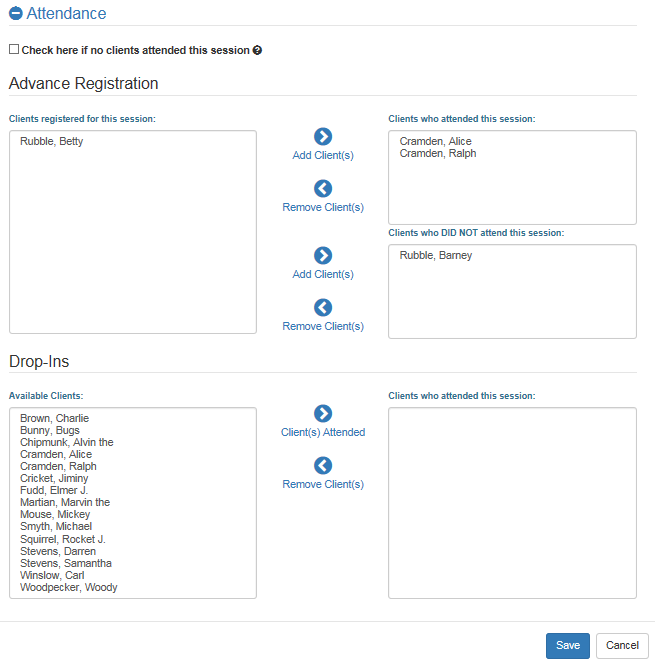 Attendance
Check here if no clients attended this session
Advance Registration
Clients registered for this session:
Rubble, Betty
Add Client(s)
Remove Client(s)
Add Client(s)
Remove Client(s)
Clients who attended this session:
Cramden, Alice
Cramden, Ralph
Clients who DID NOT attend this session:
Rubble, Barney
Drop-Ins
Available Clients:
Brown, Charlie
Bunny, Bugs
Chipmunk, Alvin the
Cramden, Alice
Cramden, Ralph
Cricket, Jiminy
Fudd, Elmer J.
Martian, Marvin the
Mouse, Mickey
Smyth, Michael
Squirrel, Rocket J.
Stevens, Darren
Stevens, Samantha
Winslow, Carl
Woodpecker, Woody
Client(s) Attended
Remove Client(s)
Clients who attended this session:
Save
Cancel